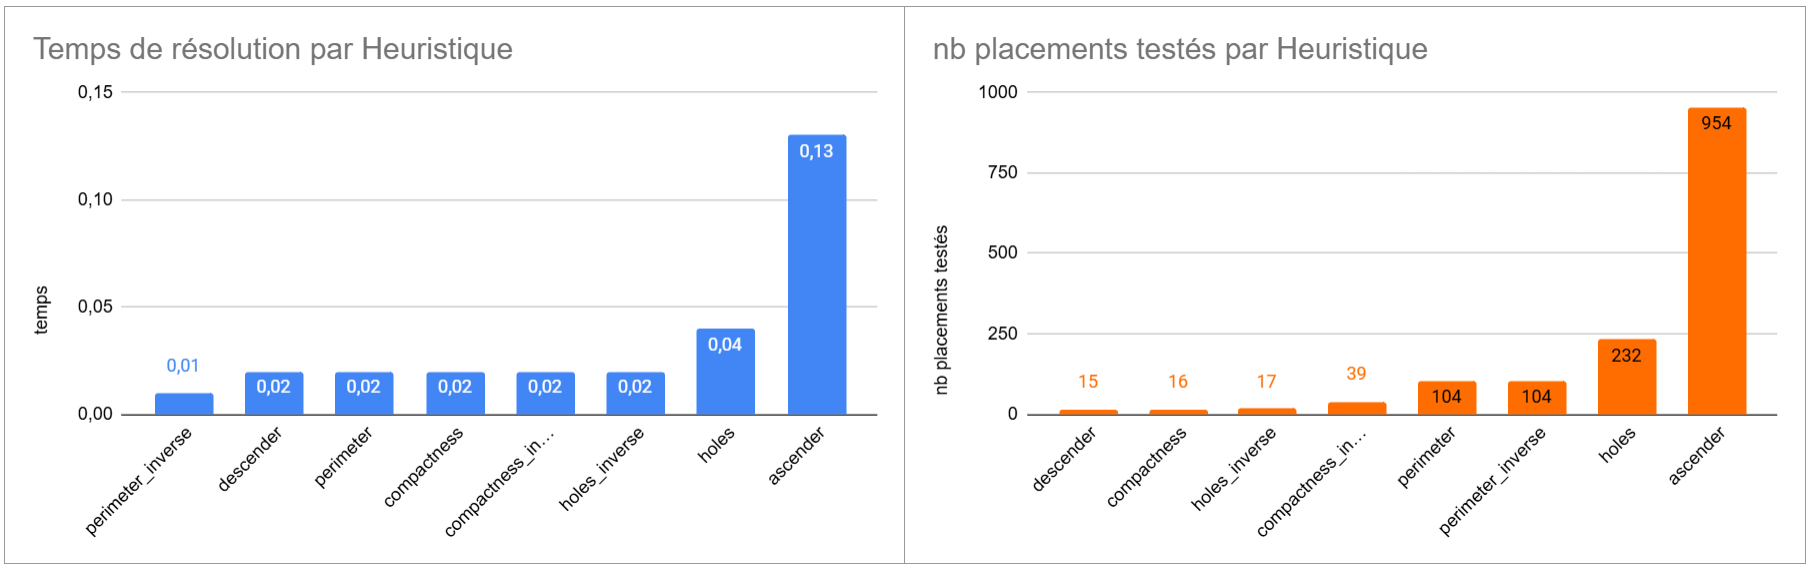 Temps de résolution par Heuristique
0,15
0,10
0,05
0,00
temps
0,01
0,02
0,02
0,02
0,02
0,02
0,04
0,13
perimeter_inverse
descender
perimeter
compactness
compactness_in...
holes_inverse
holes
ascender
nb placements testés par Heuristique
1000
750
500
250
0
nb placements testés
15
16
17
39
104
104
232
954
descender
compactness
holes_inverse
compactness_in...
perimeter
perimeter_inverse
holes
ascender